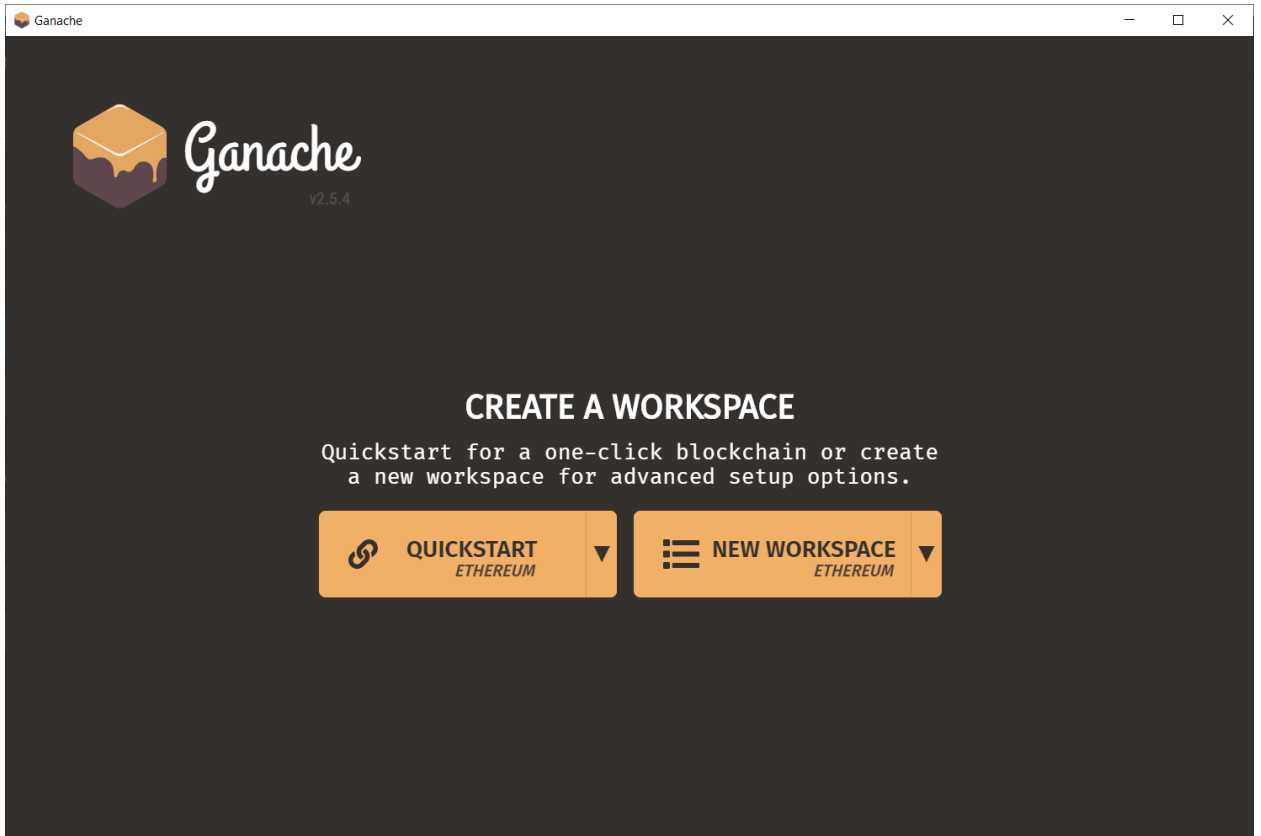 Ganache
Ganache
v2.5.4
CREATE A WORKSPACE
Quickstart for a one-click blockchain or create
a new workspace for advanced setup options.
QUICKSTART
ETHEREUM
NEW WORKSPACE
ETHEREUM